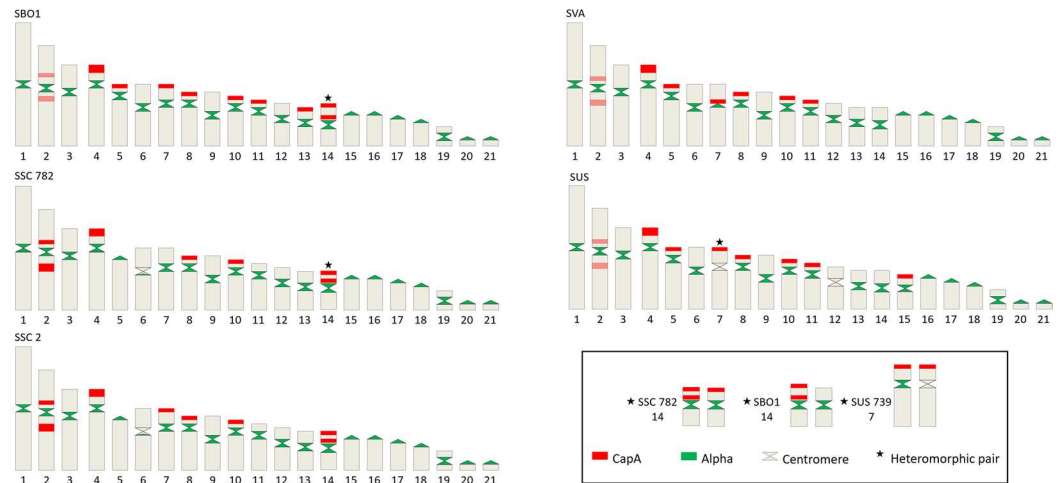 SBO1
★
1 2 3 4 5 6 7 8 9 10 11 12 13 14 15 16 17 18 19 20 21
SVA
1 2 3 4 5 6 7 8 9 10 11 12 13 14 15 16 17 18 19 20 21
SSC 782
★
1 2 3 4 5 6 7 8 9 10 11 12 13 14 15 16 17 18 19 20 21
SUS
★
1 2 3 4 5 6 7 8 9 10 11 12 13 14 15 16 17 18 19 20 21
SSC 2
1 2 3 4 5 6 7 8 9 10 11 12 13 14 15 16 17 18 19 20 21
★ SSC 782 ★ SBO1 ★ SUS 739
14 14 7
CapA Alpha Centromere ★ Heteromorphic pair